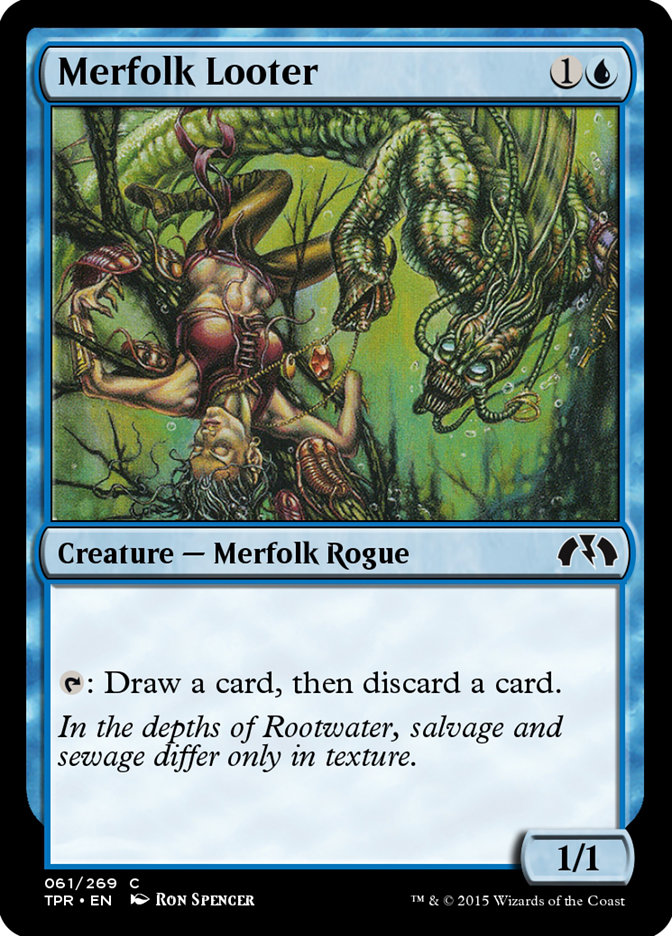 Merfolk Looter 1
Creature — Merfolk Rogue
: Draw a card, then discard a card.
In the depths of Rootwater, salvage and
sewage differ only in texture.
1/1
061/269 C
TPR • EN Ron Spencer ™ & © 2015 Wizards of the Coast